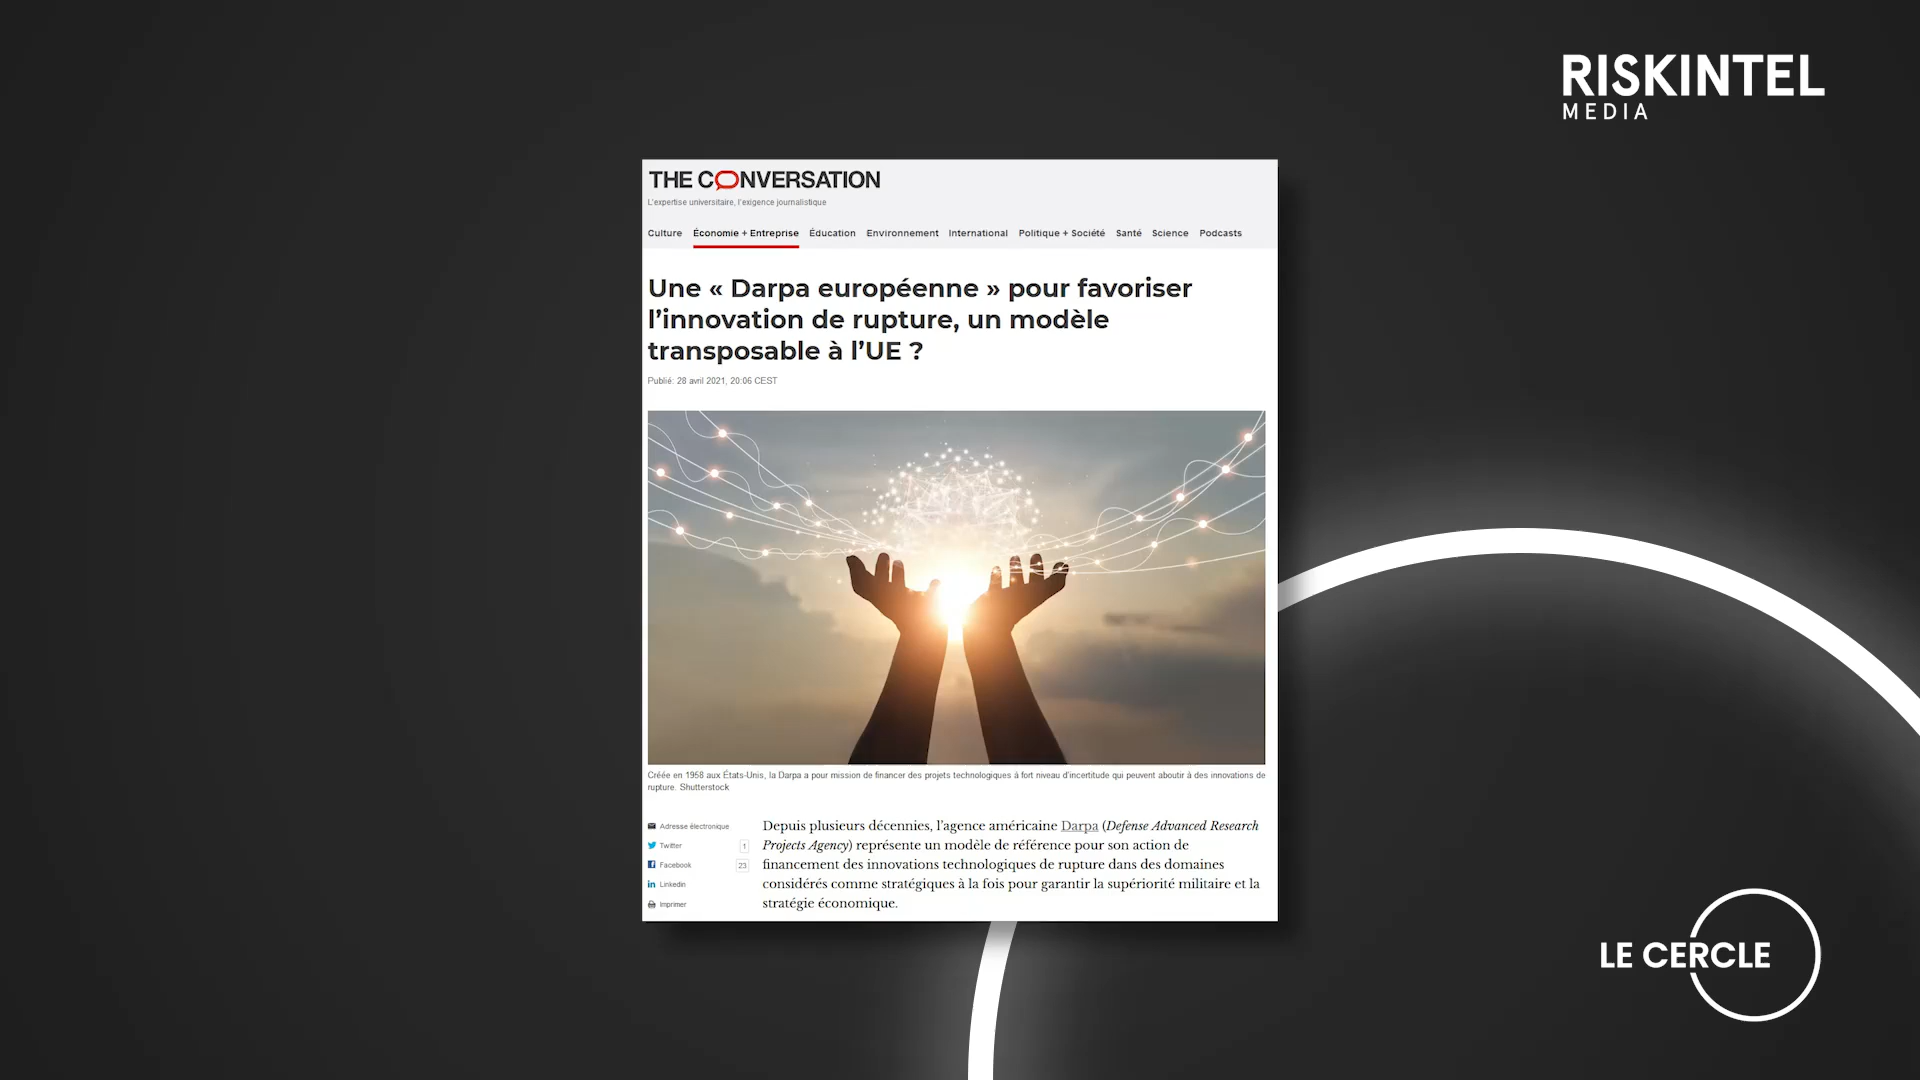 RISKINTEL
MEDIA
THE CONVERSATION
L'expertise universitaire, l'exigence journalistique
Culture Économie + Entreprise Éducation Environnement International Politique + Société Santé Science Podcasts
Une « Darpa européenne » pour favoriser
l'innovation de rupture, un modèle
transposable à l'UE ?
Publié: 28 avril 2021, 20:06 CEST
Créée en 1958 aux États-Unis, la Darpa a pour mission de financer des projets technologiques à fort niveau d'incertitude qui peuvent aboutir à des innovations de
rupture. Shutterstock
Adresse électronique
Twitter 1
Facebook 23
Linkedin
Imprimer
Depuis plusieurs décennies, l'agence américaine Darpa (Defense Advanced Research
Projects Agency) représente un modèle de référence pour son action de
financement des innovations technologiques de rupture dans des domaines
considérés comme stratégiques à la fois pour garantir la supériorité militaire et la
stratégie économique.
LE CERCLE